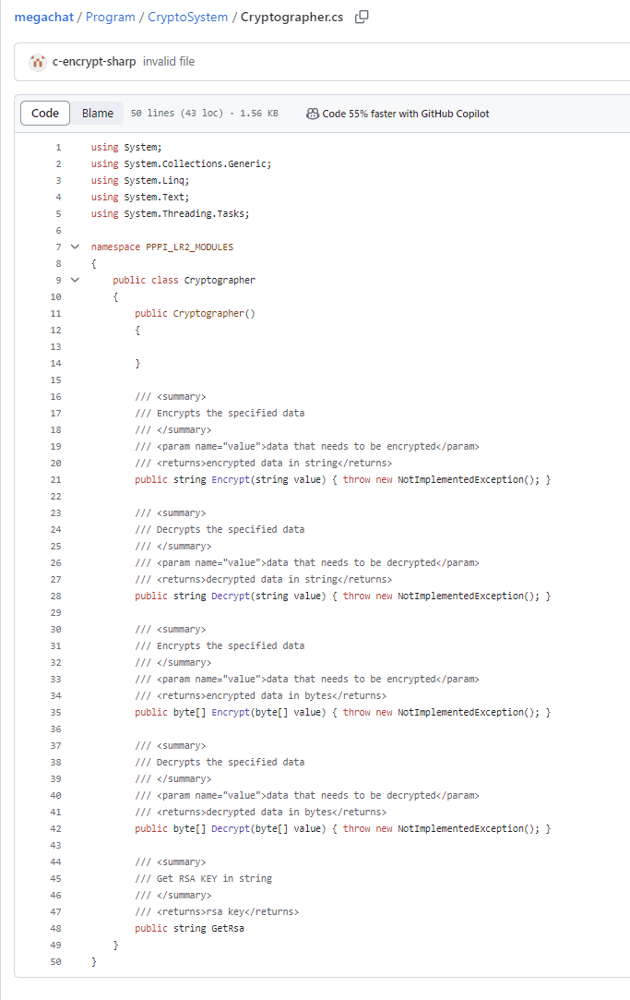 megachat / Program / CryptoSystem / Cryptographer.cs
c-encrypt-sharp invalid file
Code Blame 50 lines (43 loc) · 1.56 KB Code 55% faster with GitHub Copilot
1 using System;
2 using System.Collections.Generic;
3 using System.Linq;
4 using System.Text;
5 using System.Threading.Tasks;
6
7 namespace PPPI_LR2_MODULES
8 {
9 public class Cryptographer
10 {
11 public Cryptographer()
12 {
13
14 }
15
16 /// <summary>
17 /// Encrypts the specified data
18 /// </summary>
19 /// <param name="value">data that needs to be encrypted</param>
20 /// <returns>encrypted data in string</returns>
21 public string Encrypt(string value) { throw new NotImplementedException(); }
22
23 /// <summary>
24 /// Decrypts the specified data
25 /// </summary>
26 /// <param name="value">data that needs to be decrypted</param>
27 /// <returns>decrypted data in string</returns>
28 public string Decrypt(string value) { throw new NotImplementedException(); }
29
30 /// <summary>
31 /// Encrypts the specified data
32 /// </summary>
33 /// <param name="value">data that needs to be encrypted</param>
34 /// <returns>encrypted data in bytes</returns>
35 public byte[] Encrypt(byte[] value) { throw new NotImplementedException(); }
36
37 /// <summary>
38 /// Decrypts the specified data
39 /// </summary>
40 /// <param name="value">data that needs to be decrypted</param>
41 /// <returns>decrypted data in bytes</returns>
42 public byte[] Decrypt(byte[] value) { throw new NotImplementedException(); }
43
44 /// <summary>
45 /// Get RSA KEY in string
46 /// </summary>
47 /// <returns>rsa key</returns>
48 public string GetRsa
49 }
50 }